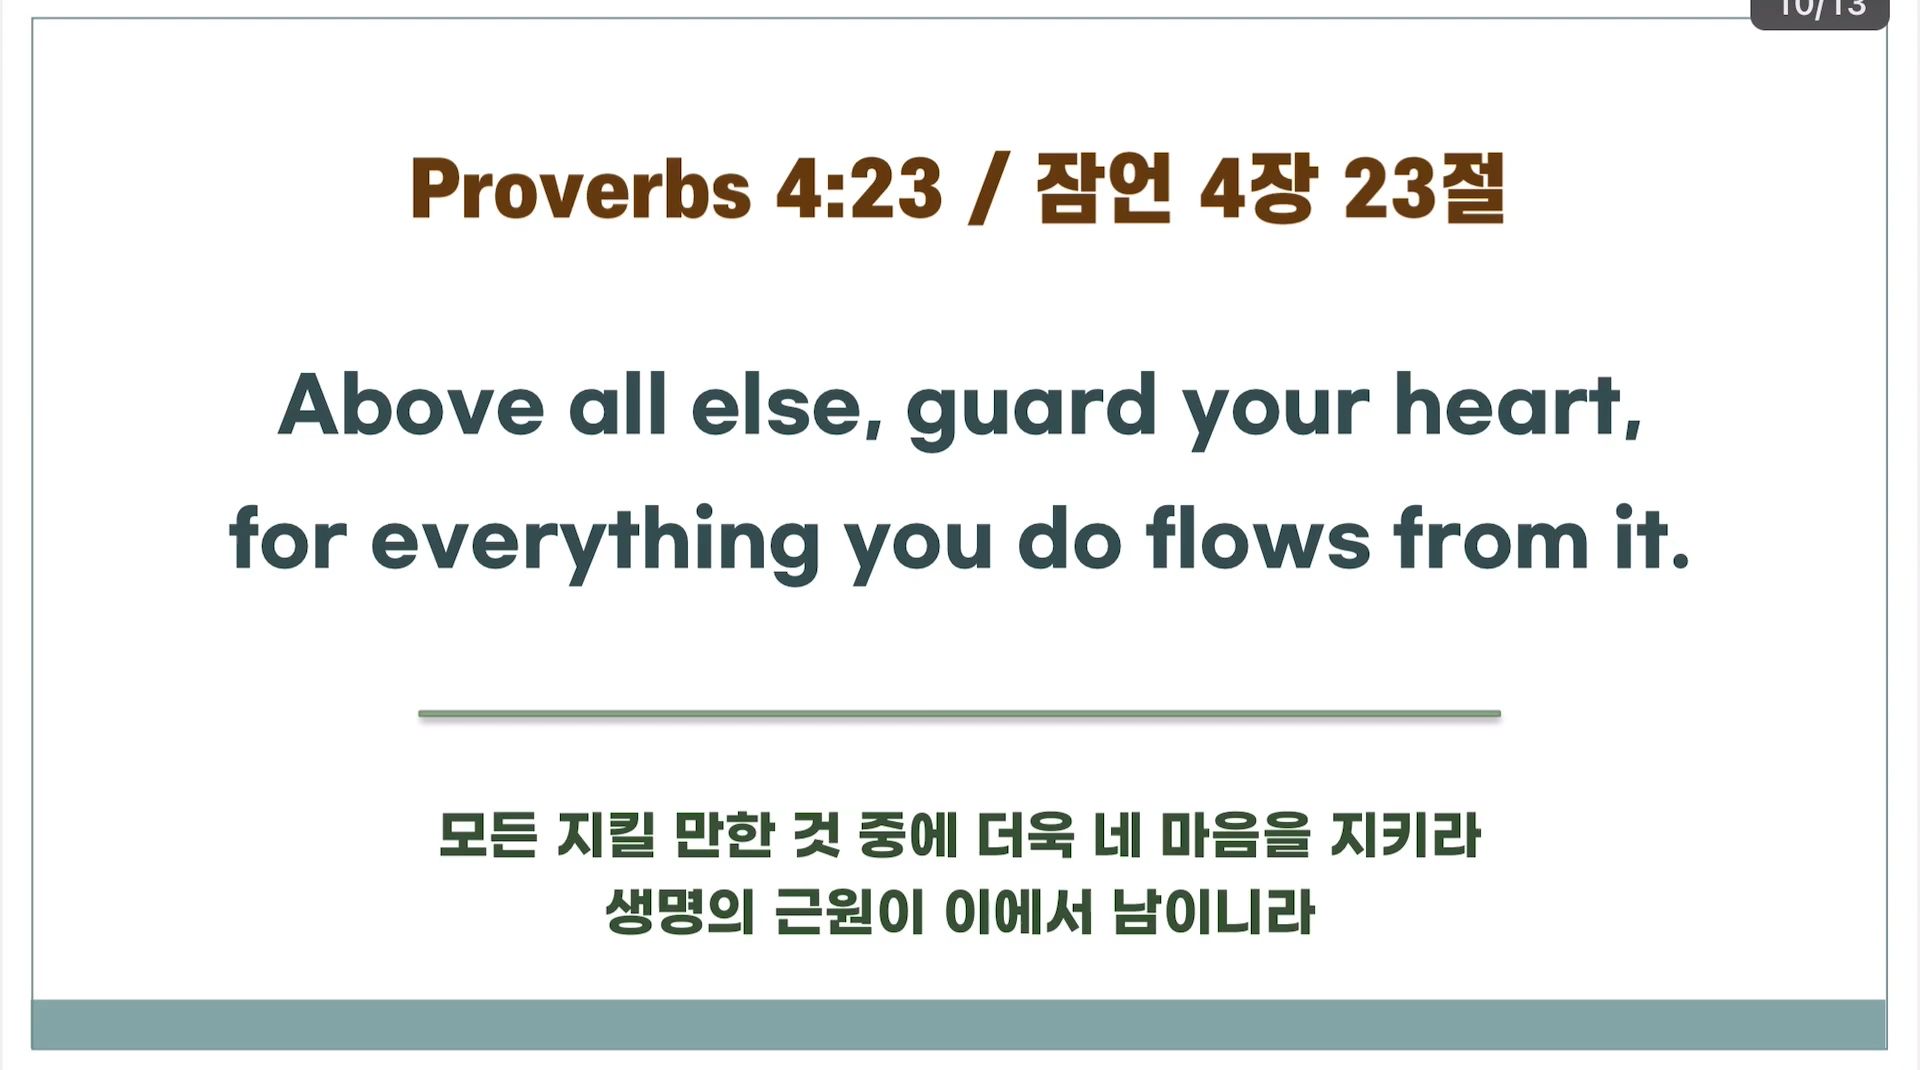 10/13
Proverbs 4:23 / 잠언 4장 23절
Above all else, guard your heart,
for everything you do flows from it.
모든 지킬 만한 것 중에 더욱 네 마음을 지키라
생명의 근원이 이에서 남이니라